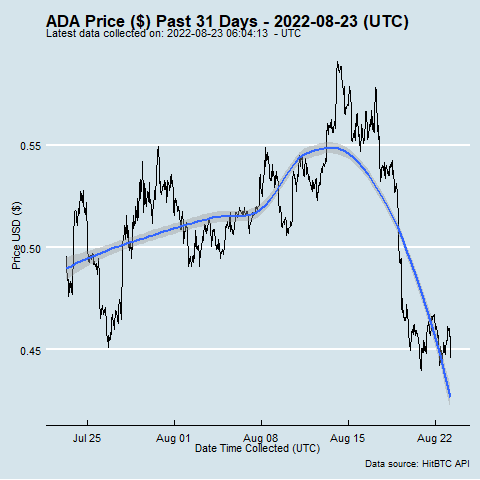 ADA Price ($) Past 31 Days - 2022-08-23 (UTC)
Latest data collected on: 2022-08-23 06:04:13  - UTC
0.55
0.50
0.45
Price USD ($)
Jul 25
Aug 01
Aug 08
Aug 15
Aug 22
Date Time Collected (UTC)
Data source: HitBTC API